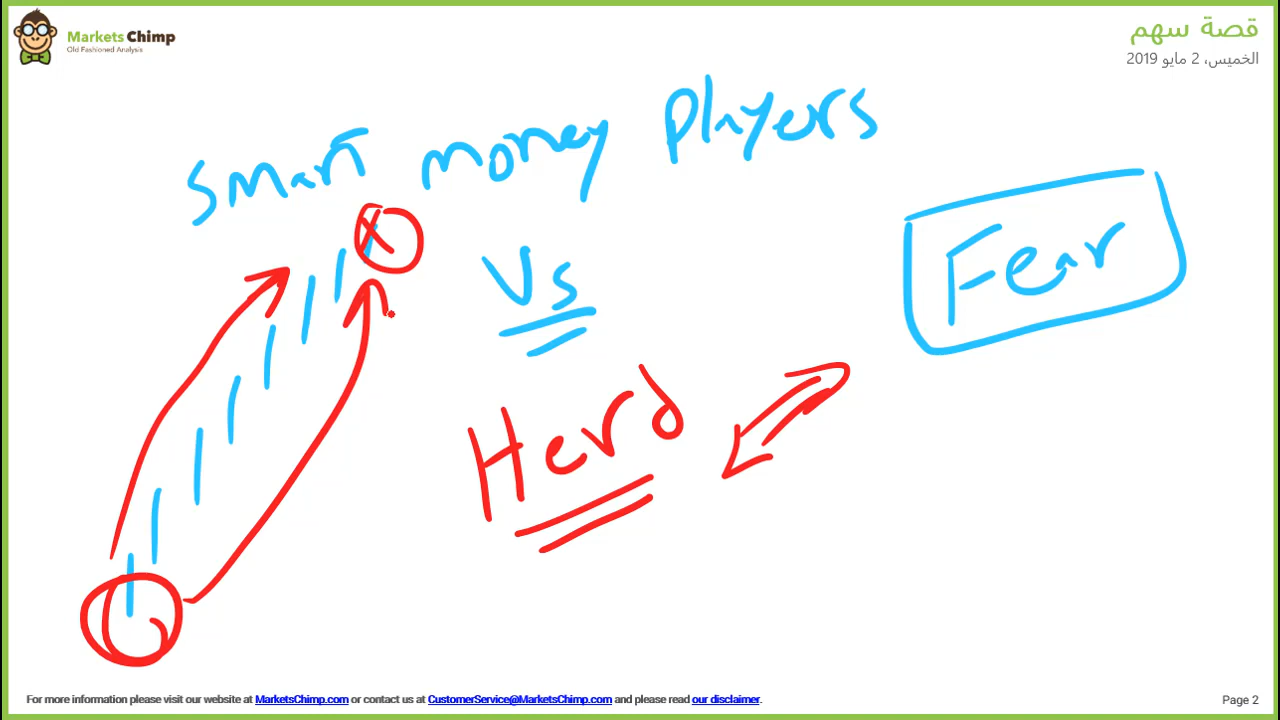 Markets Chimp
Old Fashioned Analysis
قصة سهم
الخميس، 2 مايو 2019
Smart money Players
Vs
Fear
Herd
For more information please visit our website at MarketsChimp.com or contact us at CustomerService@MarketsChimp.com and please read our disclaimer.
Page 2